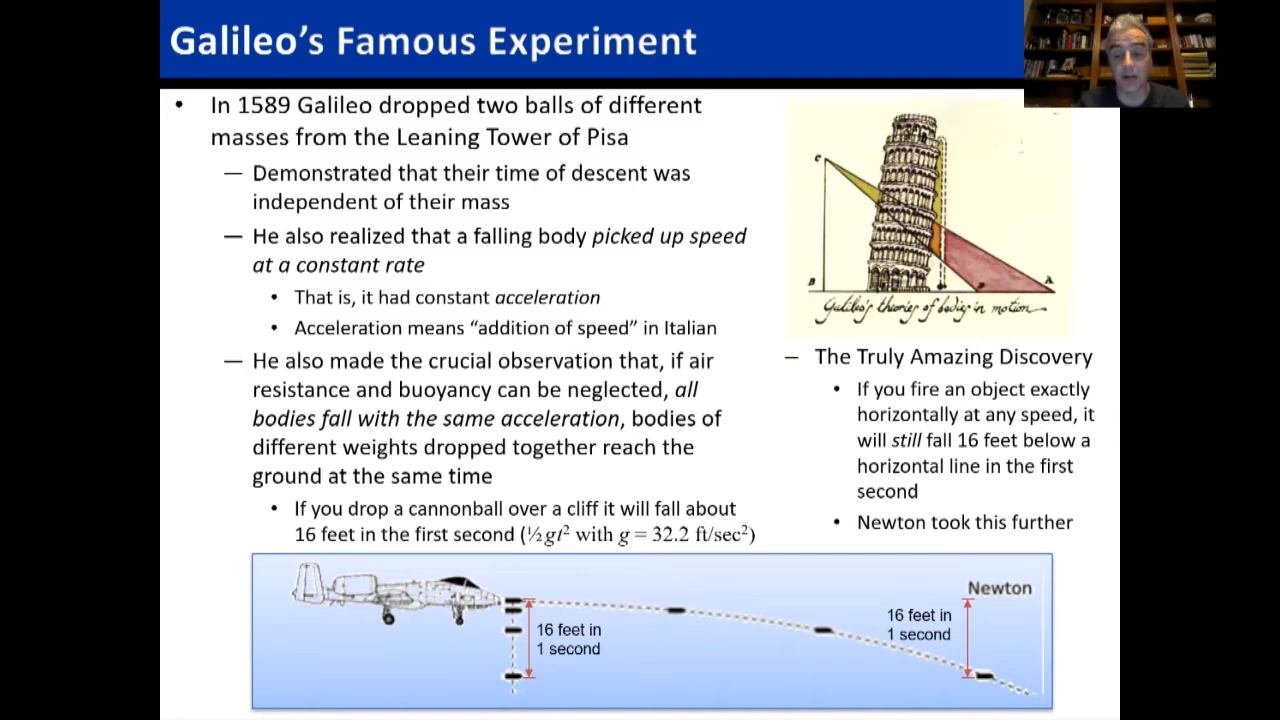 Galileo's Famous Experiment
• In 1589 Galileo dropped two balls of different
masses from the Leaning Tower of Pisa
— Demonstrated that their time of descent was
independent of their mass
— He also realized that a falling body picked up speed
at a constant rate
• That is, it had constant acceleration
• Acceleration means “addition of speed” in Italian
— He also made the crucial observation that, if air
resistance and buoyancy can be neglected, all
bodies fall with the same acceleration, bodies of
different weights dropped together reach the
ground at the same time
• If you drop a cannonball over a cliff it will fall about
16 feet in the first second (½gt² with g = 32.2 ft/sec²)
C
B
A
Galileo's theories of bodies in motion
– The Truly Amazing Discovery
• If you fire an object exactly
horizontally at any speed, it
will still fall 16 feet below a
horizontal line in the first
second
• Newton took this further
Newton
16 feet in
1 second
16 feet in
1 second